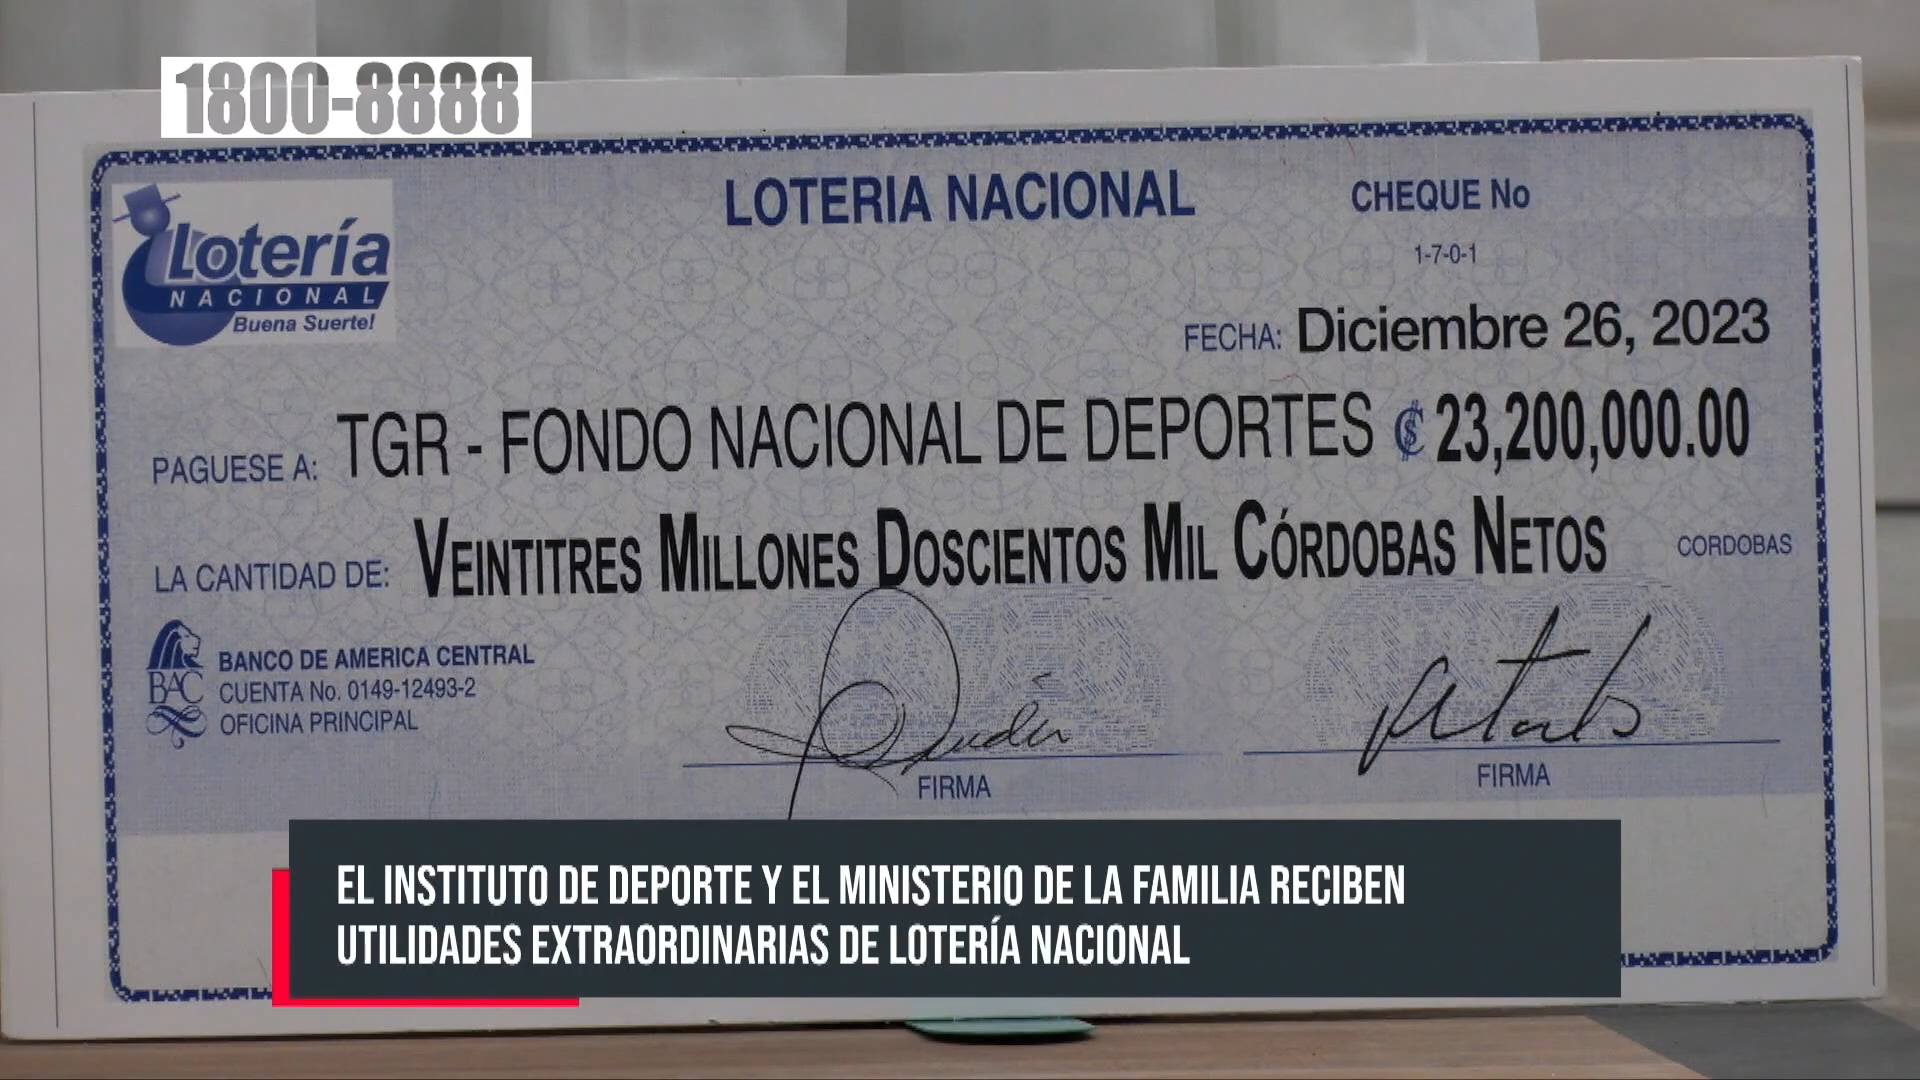 1800-8888
LOTERIA NACIONAL
CHEQUE No
1-7-0-1
Lotería
NACIONAL
Buena Suerte!
FECHA: Diciembre 26, 2023
PAGUESE A: TGR - FONDO NACIONAL DE DEPORTES ₡ 23,200,000.00
LA CANTIDAD DE: VEINTITRES MILLONES DOSCIENTOS MIL CÓRDOBAS NETOS CORDOBAS
BAC
BANCO DE AMERICA CENTRAL
CUENTA No. 0149-12493-2
OFICINA PRINCIPAL
FIRMA
FIRMA
EL INSTITUTO DE DEPORTE Y EL MINISTERIO DE LA FAMILIA RECIBEN
UTILIDADES EXTRAORDINARIAS DE LOTERÍA NACIONAL